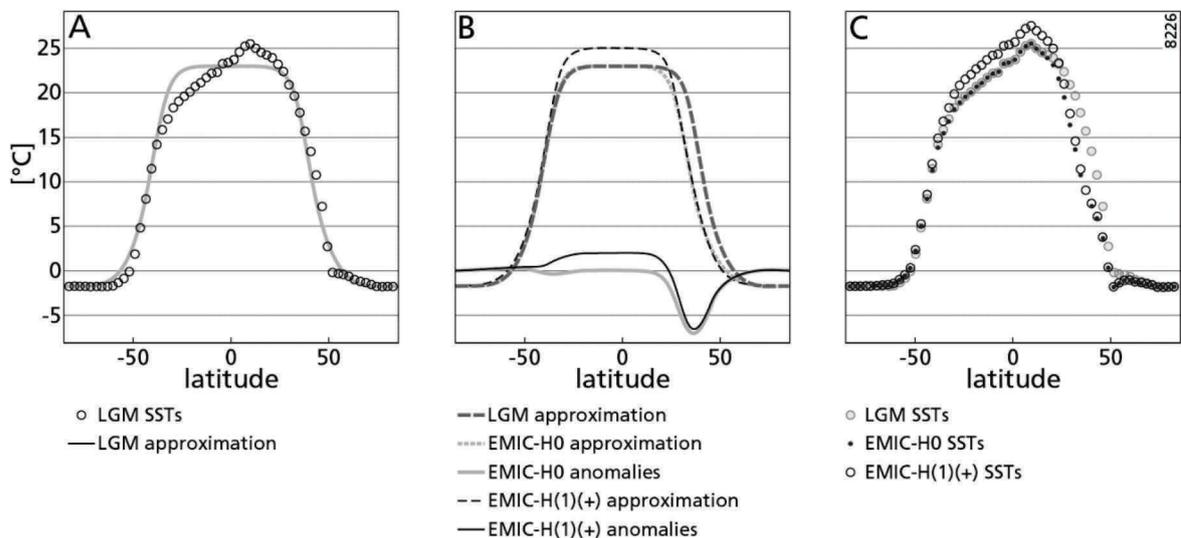 A
B
C
8226
[°C]
25
20
15
10
5
0
-5
-50 0 50
-50 0 50
-50 0 50
latitude
latitude
latitude
LGM SSTs
LGM approximation
LGM approximation
EMIC-H0 approximation
EMIC-H0 anomalies
EMIC-H(1)(+) approximation
EMIC-H(1)(+) anomalies
LGM SSTs
EMIC-H0 SSTs
EMIC-H(1)(+) SSTs